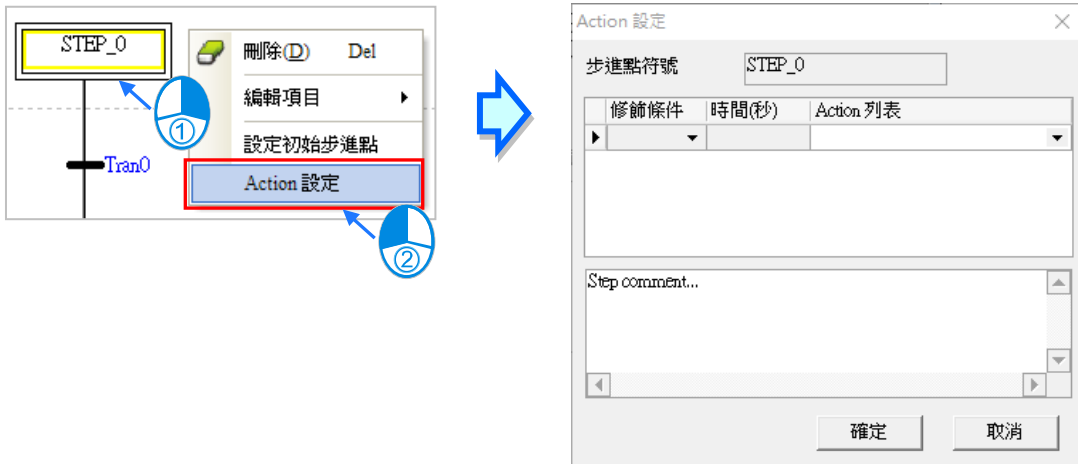 STEP_0
Tran0
刪除(D) Del
編輯項目
設定初始步進點
Action 設定
①
②
Action 設定
步進點符號 STEP_0
修飾條件 時間(秒) Action 列表
Step comment...
確定 取消